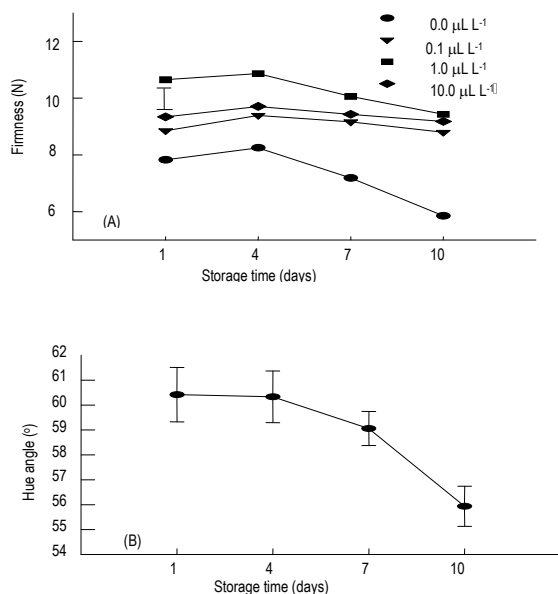 0.0 μL L⁻¹
0.1 μL L⁻¹
1.0 μL L⁻¹
10.0 μL L⁻¹
12
10
8
6
Firmness (N)
(A)
1 4 7 10
Storage time (days)
62
61
60
59
58
57
56
55
54
Hue angle (º)
(B)
1 4 7 10
Storage time (days)